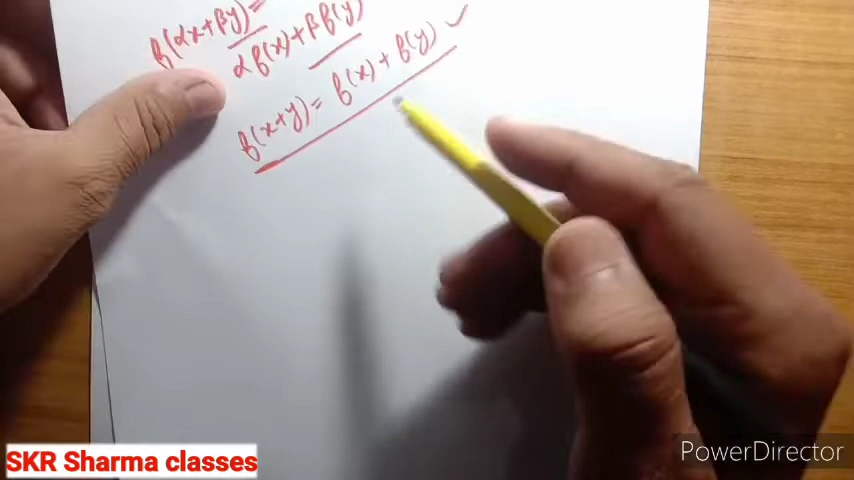 f(αx+βy)=
αf(x)+βf(y)
f(x+y)= f(x)+f(y) ✓
SKR Sharma classes
PowerDirector